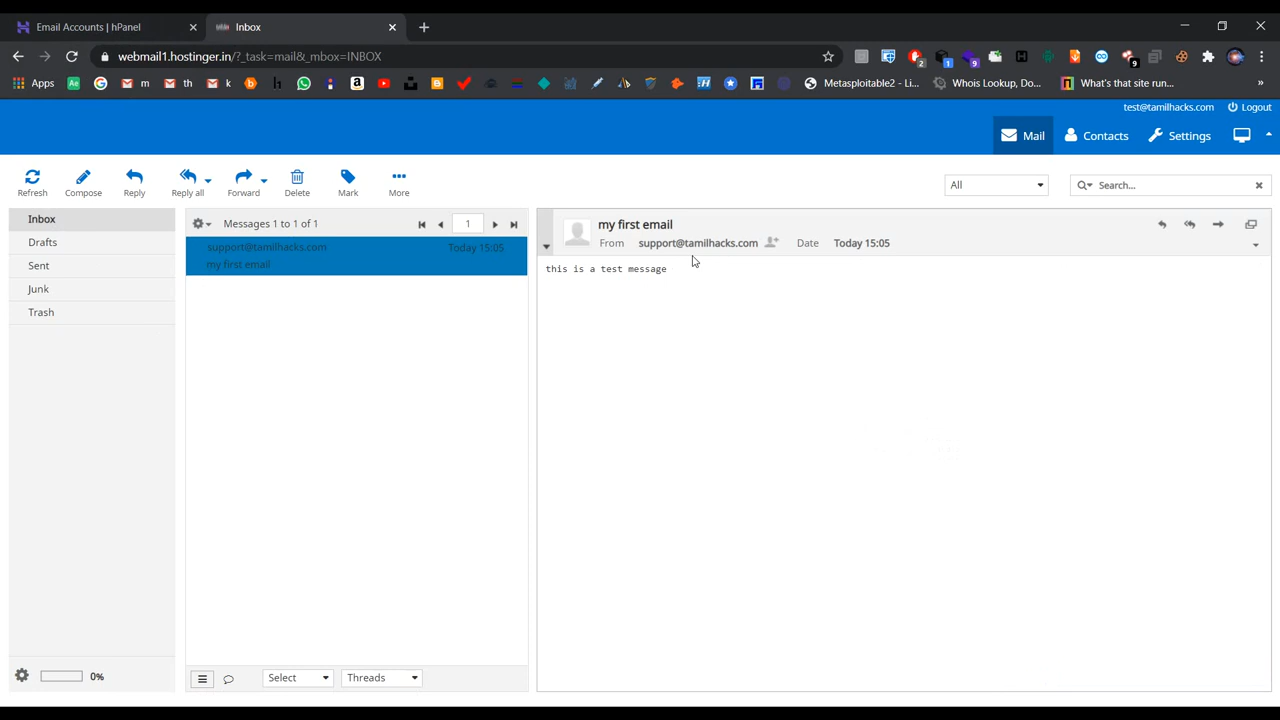 Email Accounts | hPanel
Inbox
webmail1.hostinger.in/?_task=mail&_mbox=INBOX
Apps
m
th
k
Metasploitable2 - Li...
Whois Lookup, Do...
What's that site run...
test@tamilhacks.com
Logout
Mail
Contacts
Settings
Refresh
Compose
Reply
Reply all
Forward
Delete
Mark
More
All
Search...
Inbox
Drafts
Sent
Junk
Trash
Messages 1 to 1 of 1
1
support@tamilhacks.com
Today 15:05
my first email
my first email
From support@tamilhacks.com Date Today 15:05
this is a test message
0%
Select
Threads